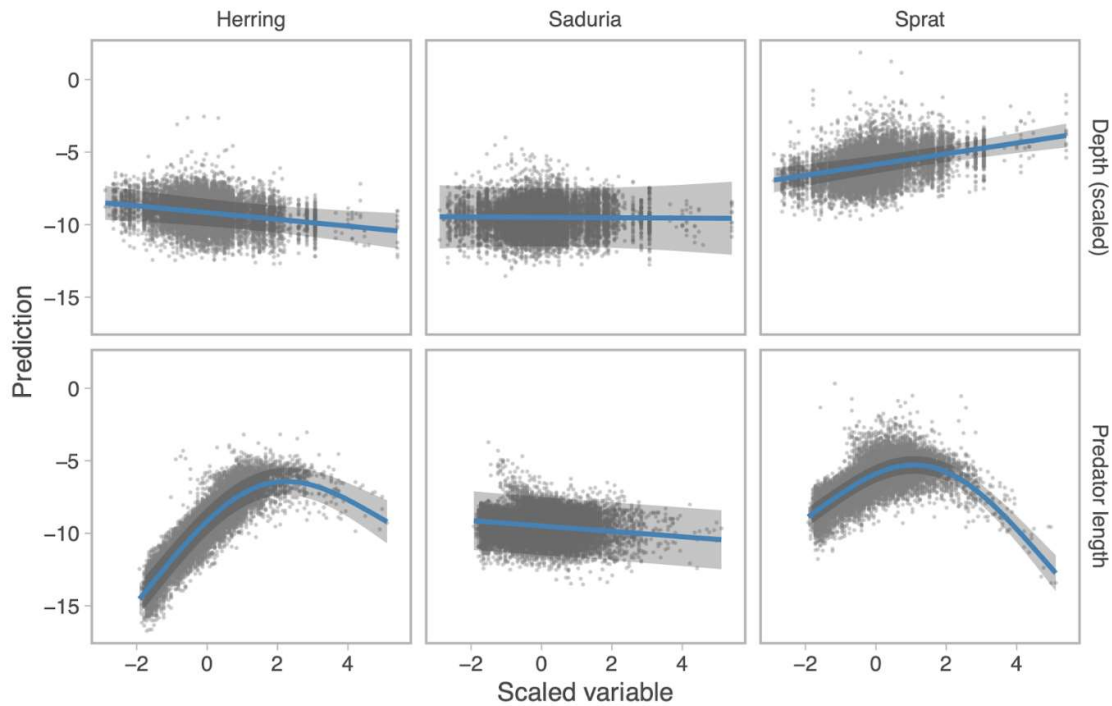 Herring Saduria Sprat
0
−5
−10
−15
Depth (scaled)
0
−5
−10
−15
Predator length
Prediction
−2 0 2 4 −2 0 2 4 −2 0 2 4
Scaled variable